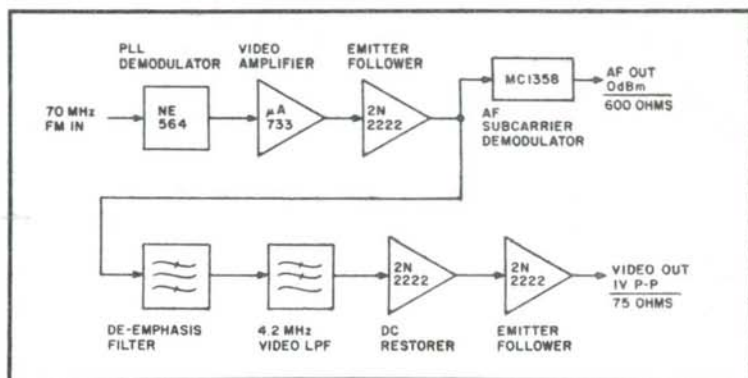 PLL
DEMODULATOR
VIDEO
AMPLIFIER
EMITTER
FOLLOWER
70 MHz
FM IN
NE
564
μA
733
2N
2222
MC1358
AF OUT
0dBm
600 OHMS
AF
SUBCARRIER
DEMODULATOR
2N
2222
2N
2222
VIDEO OUT
1V P-P
75 OHMS
DE-EMPHASIS
FILTER
4.2 MHz
VIDEO LPF
DC
RESTORER
EMITTER
FOLLOWER